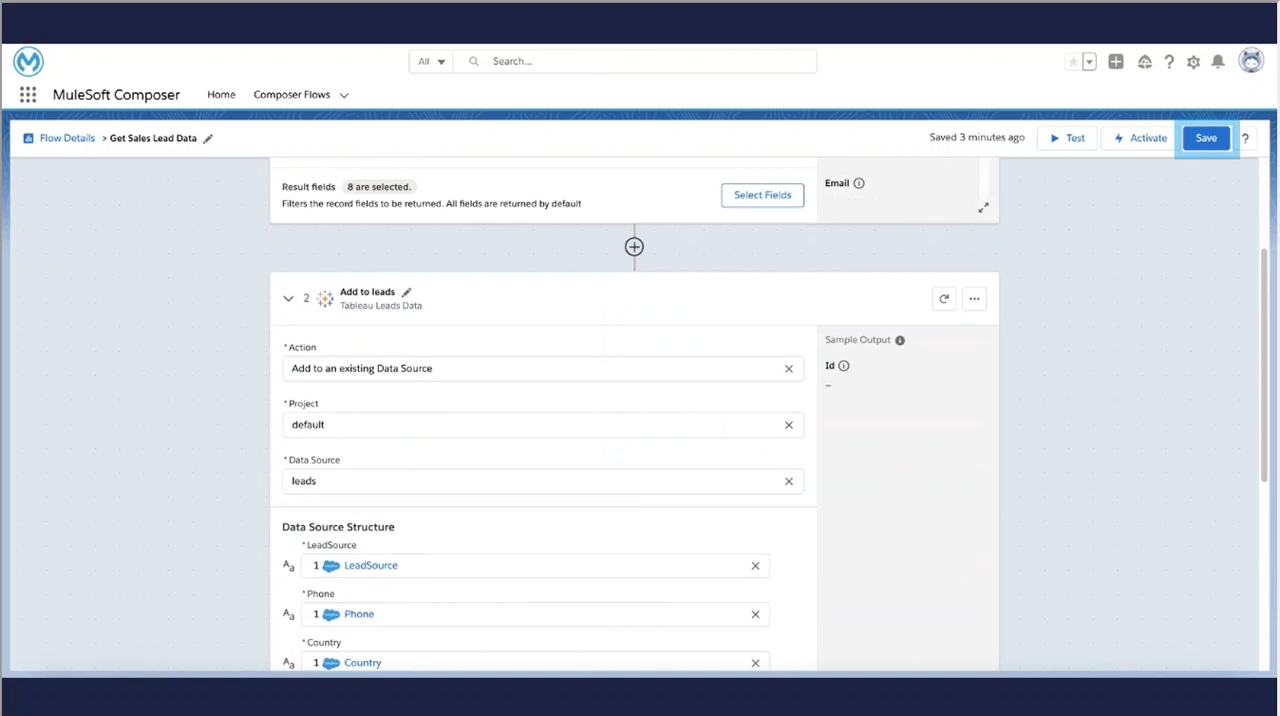 All
Search...
MuleSoft Composer
Home
Composer Flows
Flow Details > Get Sales Lead Data
Saved 3 minutes ago
Test
Activate
Save
?
Result fields 8 are selected.
Filters the record fields to be returned. All fields are returned by default
Select Fields
Email
2 Add to leads
Tableau Leads Data
*Action
Add to an existing Data Source
*Project
default
*Data Source
leads
Sample Output
Id
–
Data Source Structure
*LeadSource
Aa 1 LeadSource
*Phone
Aa 1 Phone
*Country
Aa 1 Country